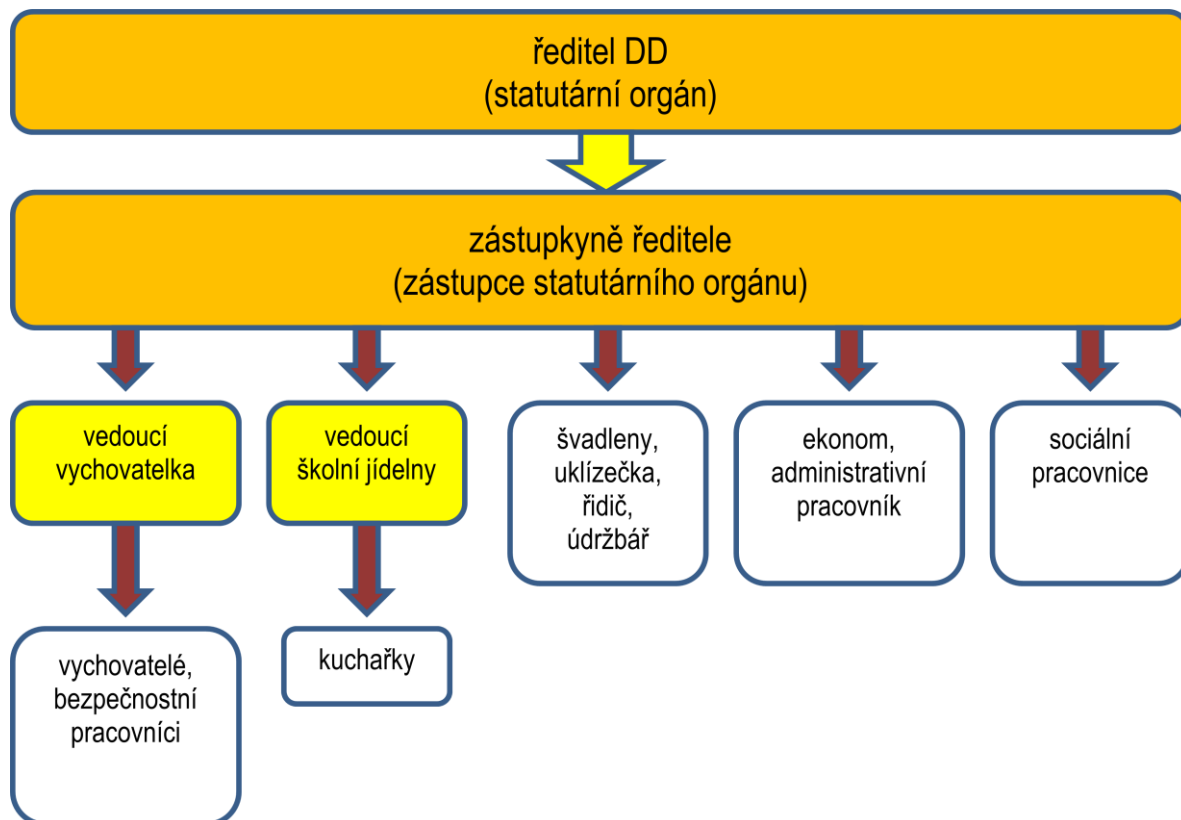 ředitel DD
(statutární orgán)
zástupkyně ředitele
(zástupce statutárního orgánu)
vedoucí
vychovatelka
vedoucí
školní jídelny
švadleny,
uklízečka,
řidič,
údržbář
ekonom,
administrativní
pracovník
sociální
pracovnice
vychovatelé,
bezpečnostní
pracovníci
kuchařky